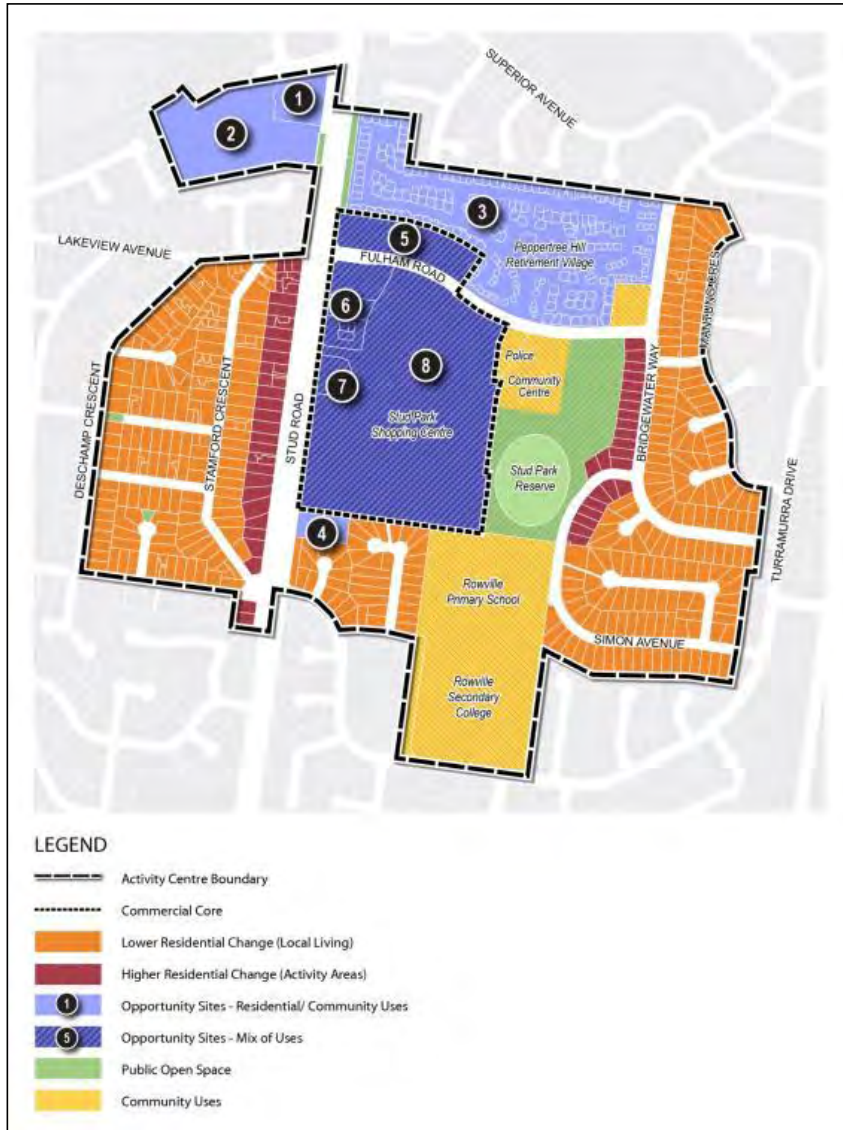 SUPERIOR AVENUE
1
2
LAKEVIEW AVENUE
3
Peppertree Hill
Retirement Village
5
FULHAM ROAD
6
7
8
Stud Park
Shopping Centre
Police
Community
Centre
Stud Park
Reserve
BRIDGEWATER WAY
TURRAMURRA DRIVE
DESCHAMP CRESCENT
STAMFORD CRESCENT
STUD ROAD
4
Rowville
Primary School
SIMON AVENUE
Rowville
Secondary
College
LEGEND
Activity Centre Boundary
Commercial Core
Lower Residential Change (Local Living)
Higher Residential Change (Activity Areas)
1
Opportunity Sites - Residential/ Community Uses
5
Opportunity Sites - Mix of Uses
Public Open Space
Community Uses